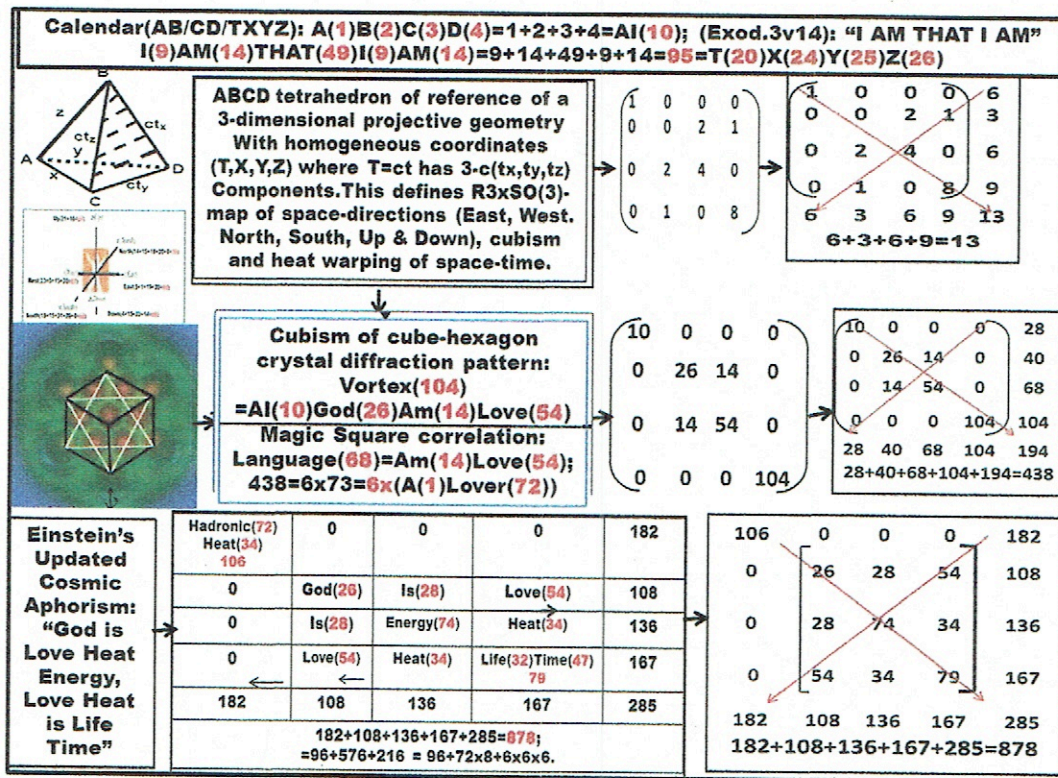 Calendar(AB/CD/TXYZ): A(1)B(2)C(3)D(4)=1+2+3+4=AI(10); (Exod.3v14): “I AM THAT I AM”
I(9)AM(14)THAT(49)I(9)AM(14)=9+14+49+9+14=95=T(20)X(24)Y(25)Z(26)
B
z
ctz
ctx
y
A
D
x
cty
C
ABCD tetrahedron of reference of a
3-dimensional projective geometry
With homogeneous coordinates
(T,X,Y,Z) where T=ct has 3-c(tx,ty,tz)
Components.This defines R3xSO(3)-
map of space-directions (East, West.
North, South, Up & Down), cubism
and heat warping of space-time.
1 0 0 0
0 0 2 1
0 2 4 0
0 1 0 8
1 0 0 0 6
0 0 2 1 3
0 2 4 0 6
0 1 0 8 9
6 3 6 9 13
6+3+6+9=13
Cubism of cube-hexagon
crystal diffraction pattern:
Vortex(104)
=AI(10)God(26)Am(14)Love(54)
Magic Square correlation:
Language(68)=Am(14)Love(54);
438=6x73=6x(A(1)Lover(72))
10 0 0 0
0 26 14 0
0 14 54 0
0 0 0 104
10 0 0 0 28
0 26 14 0 40
0 14 54 0 68
0 0 0 104 104
28 40 68 104 194
28+40+68+104+194=438
Einstein’s
Updated
Cosmic
Aphorism:
“God is
Love Heat
Energy,
Love Heat
is Life
Time”
Hadronic(72)
Heat(34)
106 0 0 0 182
0 God(26) Is(28) Love(54) 108
0 Is(28) Energy(74) Heat(34) 136
0 Love(54) Heat(34) Life(32)Time(47)
79 167
182 108 136 167 285
182+108+136+167+285=878;
=96+576+216 = 96+72x8+6x6x6.
106 0 0 0 182
0 26 28 54 108
0 28 74 34 136
0 54 34 79 167
182 108 136 167 285
182+108+136+167+285=878